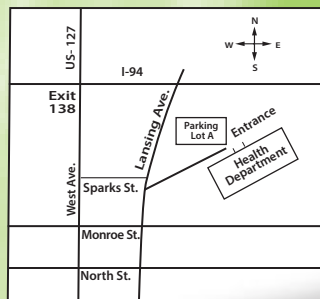 N
W E
S
US- 127
I-94
Exit
138
Lansing Ave.
Parking
Lot A
Entrance
Health
Department
West Ave.
Sparks St.
Monroe St.
North St.